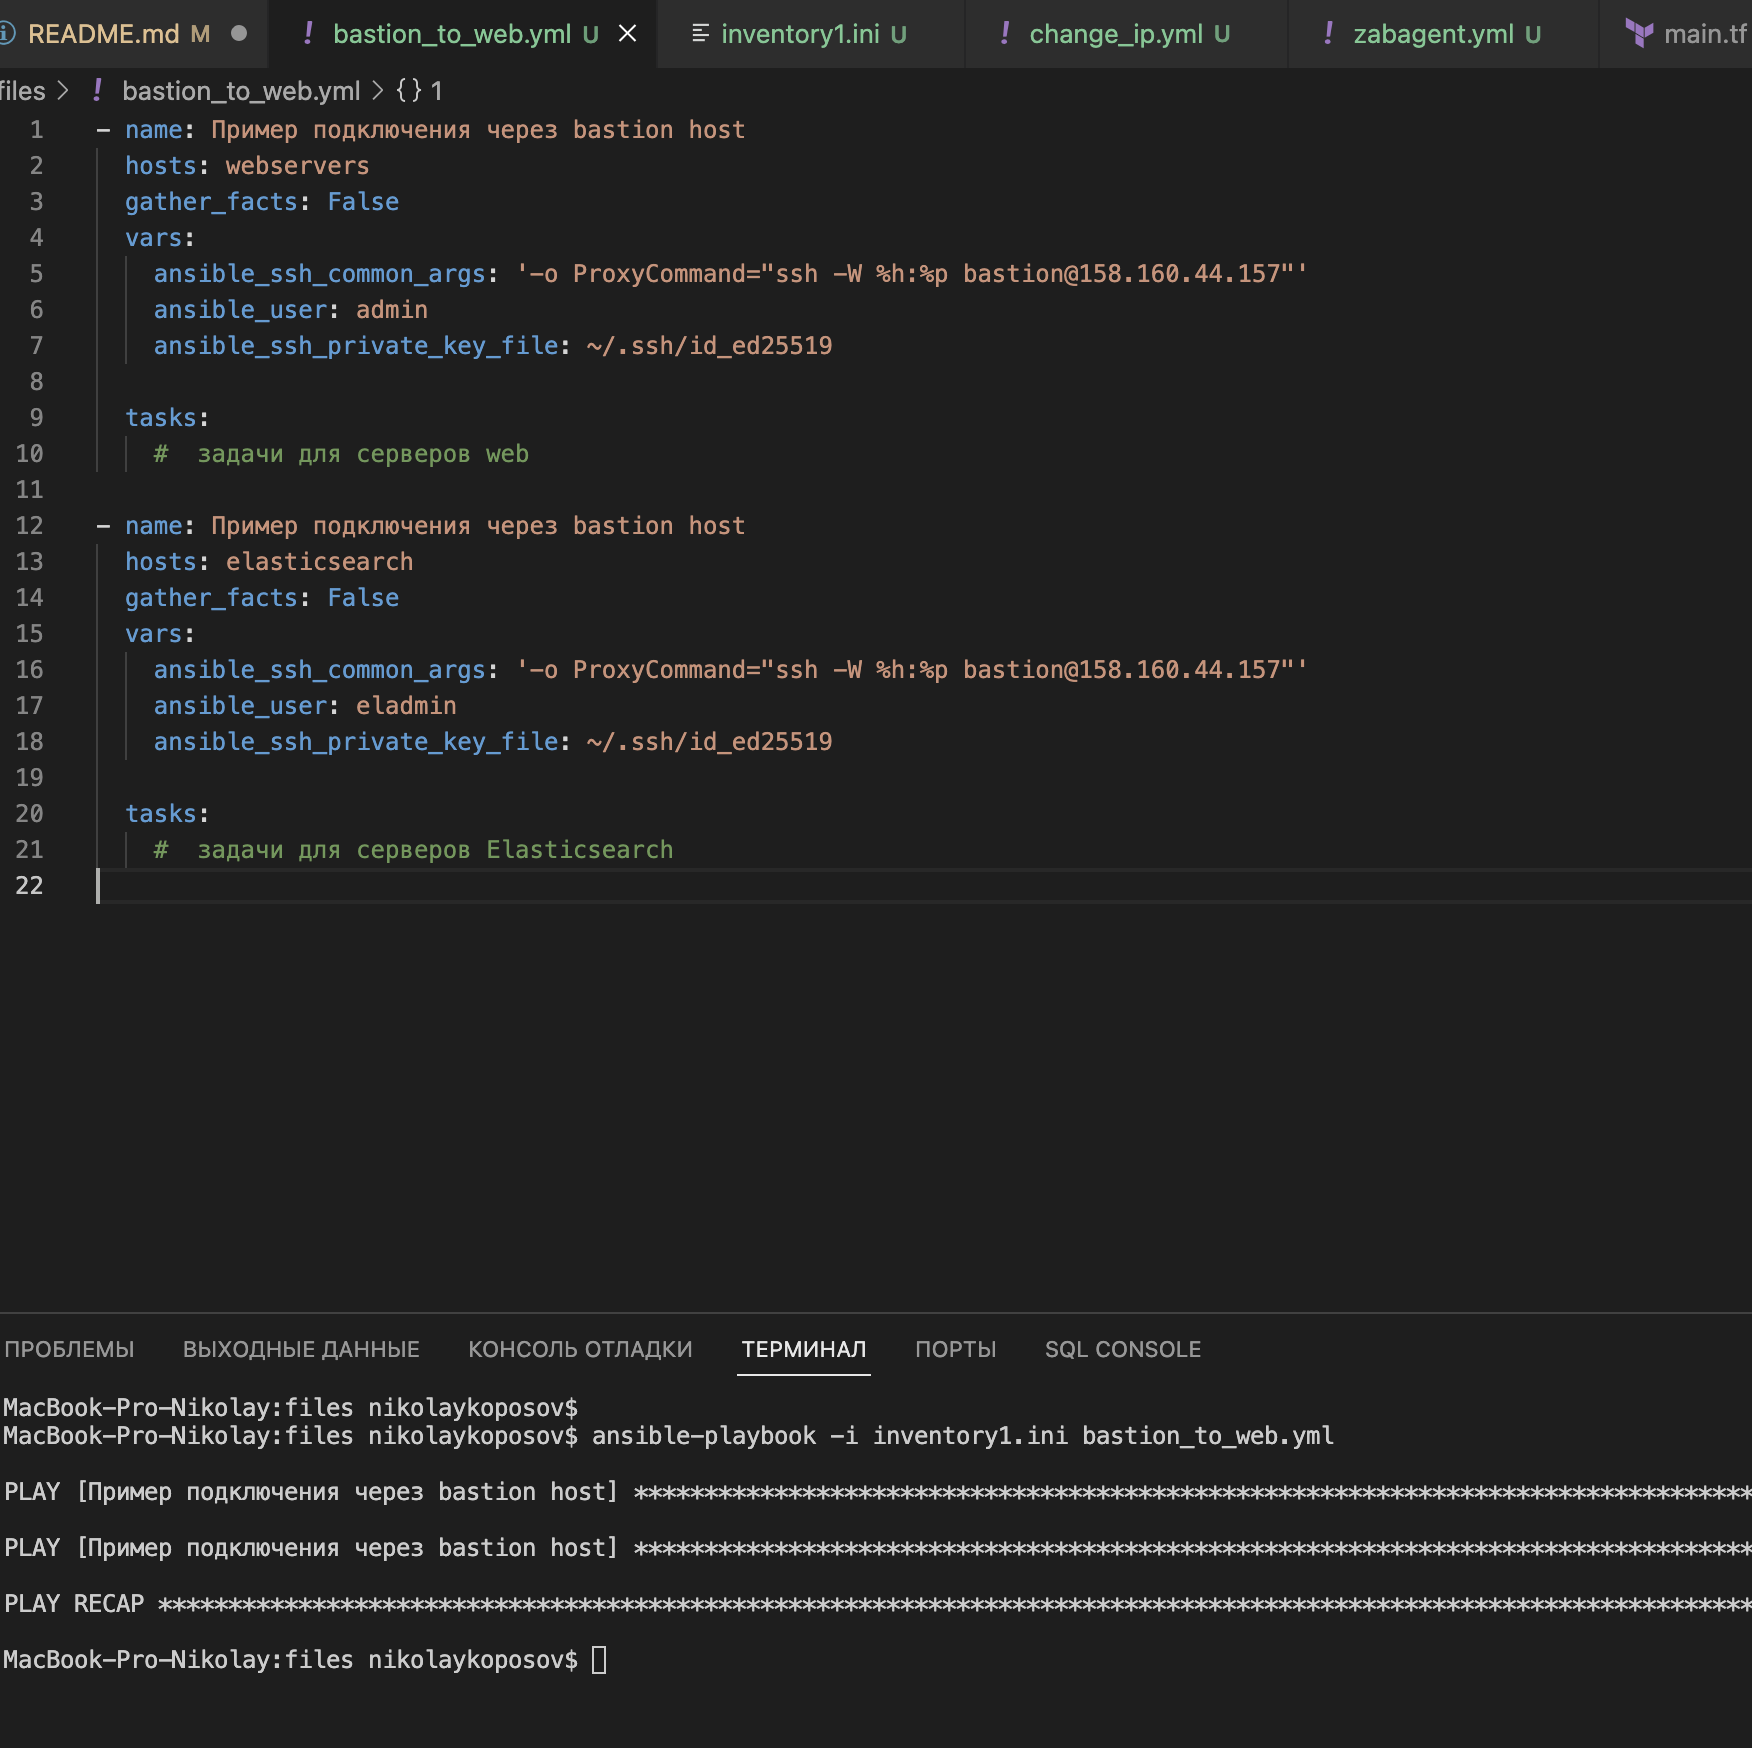 README.md M
bastion_to_web.yml U
inventory1.ini U
change_ip.yml U
zabagent.yml U
main.tf
files > ! bastion_to_web.yml > {} 1
1 - name: Пример подключения через bastion host
2 hosts: webservers
3 gather_facts: False
4 vars:
5 ansible_ssh_common_args: '-o ProxyCommand="ssh -W %h:%p bastion@158.160.44.157"'
6 ansible_user: admin
7 ansible_ssh_private_key_file: ~/.ssh/id_ed25519
8
9 tasks:
10 #  задачи для серверов web
11
12 - name: Пример подключения через bastion host
13 hosts: elasticsearch
14 gather_facts: False
15 vars:
16 ansible_ssh_common_args: '-o ProxyCommand="ssh -W %h:%p bastion@158.160.44.157"'
17 ansible_user: eladmin
18 ansible_ssh_private_key_file: ~/.ssh/id_ed25519
19
20 tasks:
21 #  задачи для серверов Elasticsearch
22
ПРОБЛЕМЫ ВЫХОДНЫЕ ДАННЫЕ КОНСОЛЬ ОТЛАДКИ ТЕРМИНАЛ ПОРТЫ SQL CONSOLE
MacBook-Pro-Nikolay:files nikolaykoposov$
MacBook-Pro-Nikolay:files nikolaykoposov$ ansible-playbook -i inventory1.ini bastion_to_web.yml
PLAY [Пример подключения через bastion host] ********************************************************************************
PLAY [Пример подключения через bastion host] ********************************************************************************
PLAY RECAP ******************************************************************************************************************
MacBook-Pro-Nikolay:files nikolaykoposov$